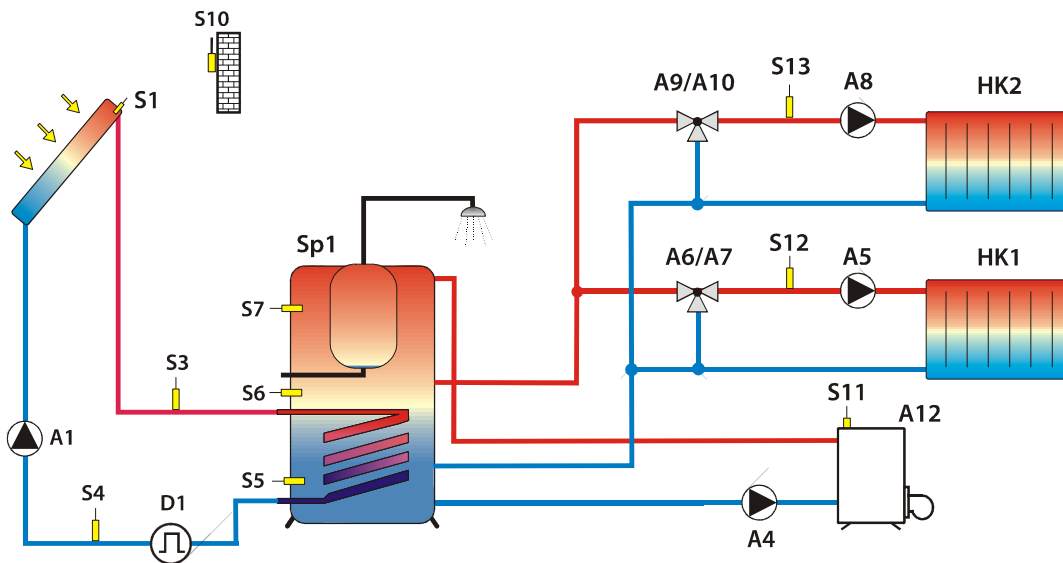 S10
S1
A9/A10
S13
A8
HK2
Sp1
A6/A7
S12
A5
HK1
S7
S3
S6
S11
A12
A1
S5
S4
D1
A4